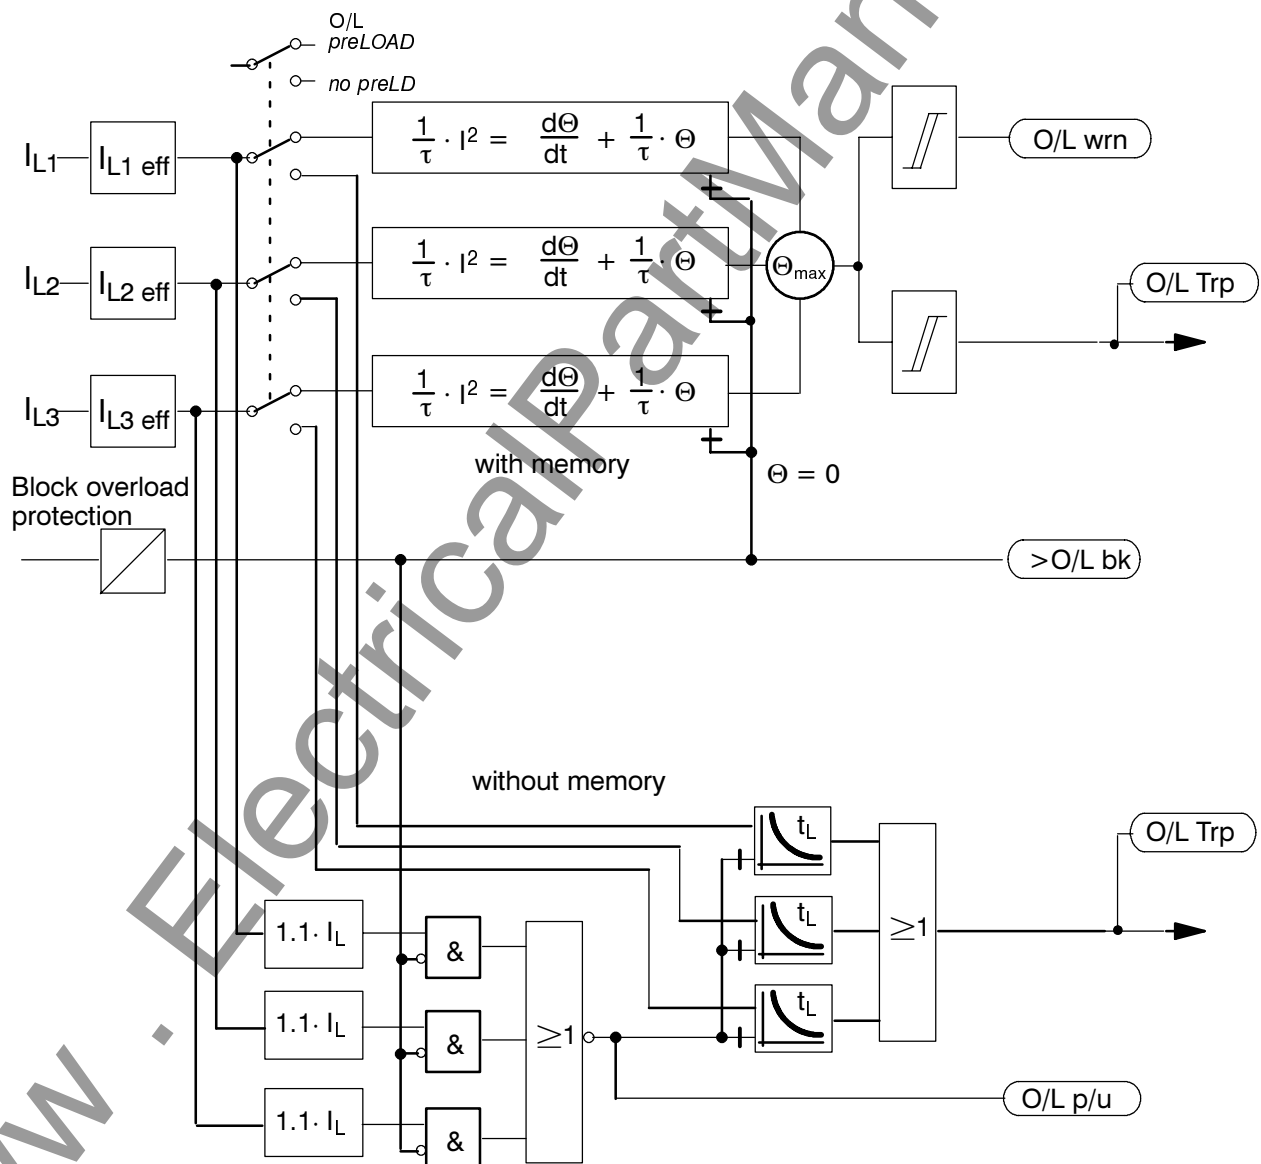 O/L
preLOAD
no preLD
IL1 IL1 eff 1/τ · I² = dΘ/dt + 1/τ · Θ O/L wrn
IL2 IL2 eff 1/τ · I² = dΘ/dt + 1/τ · Θ Θmax O/L Trp
IL3 IL3 eff 1/τ · I² = dΘ/dt + 1/τ · Θ
with memory
Θ = 0
Block overload
protection
>O/L bk
without memory
tL O/L Trp
tL ≥1
tL
1.1· IL &
1.1· IL & ≥1
1.1· IL &
O/L p/u
www . ElectricalPartMan